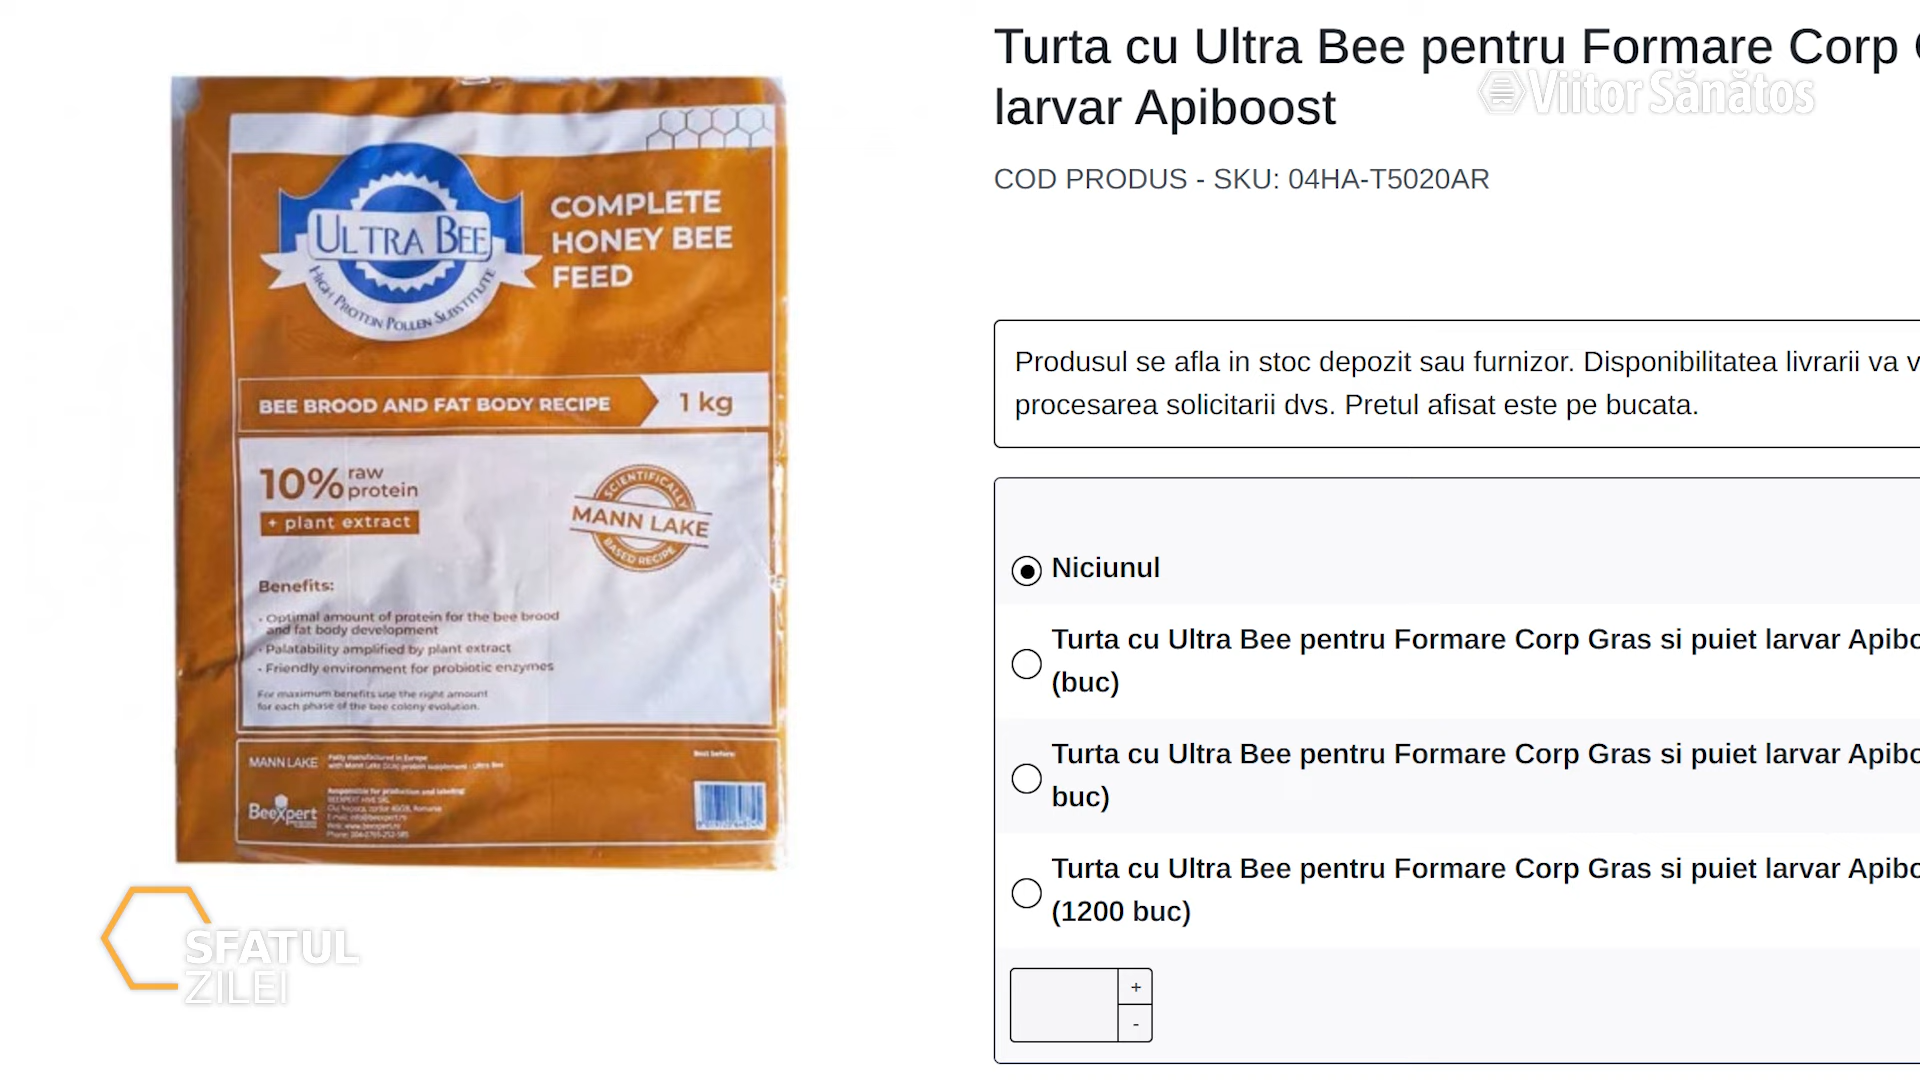 ULTRA BEE
HIGH PROTEIN POLLEN SUBSTITUTE
COMPLETE
HONEY BEE
FEED
BEE BROOD AND FAT BODY RECIPE
1 kg
10% raw
protein
+ plant extract
SCIENTIFICALLY
MANN LAKE
BASED RECIPE
Benefits:
- Optimal amount of protein for the bee brood
and fat body development
- Palatability amplified by plant extract
- Friendly environment for probiotic enzymes
For maximum benefits use the right amount
for each phase of the bee colony evolution.
MANN LAKE
Best before:
Responsible for production and labeling:
BeeXpert
SFATUL
ZILEI
Turta cu Ultra Bee pentru Formare Corp
larvar Apiboost
Viitor Sănătos
COD PRODUS - SKU: 04HA-T5020AR
Produsul se afla in stoc depozit sau furnizor. Disponibilitatea livrarii va v
procesarea solicitarii dvs. Pretul afisat este pe bucata.
Niciunul
Turta cu Ultra Bee pentru Formare Corp Gras si puiet larvar Apibo
(buc)
Turta cu Ultra Bee pentru Formare Corp Gras si puiet larvar Apibo
buc)
Turta cu Ultra Bee pentru Formare Corp Gras si puiet larvar Apibo
(1200 buc)
+
-